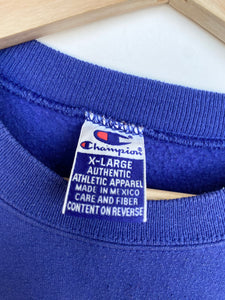 Champion
X-LARGE
AUTHENTIC
ATHLETIC APPAREL
MADE IN MEXICO
CARE AND FIBER
CONTENT ON REVERSE